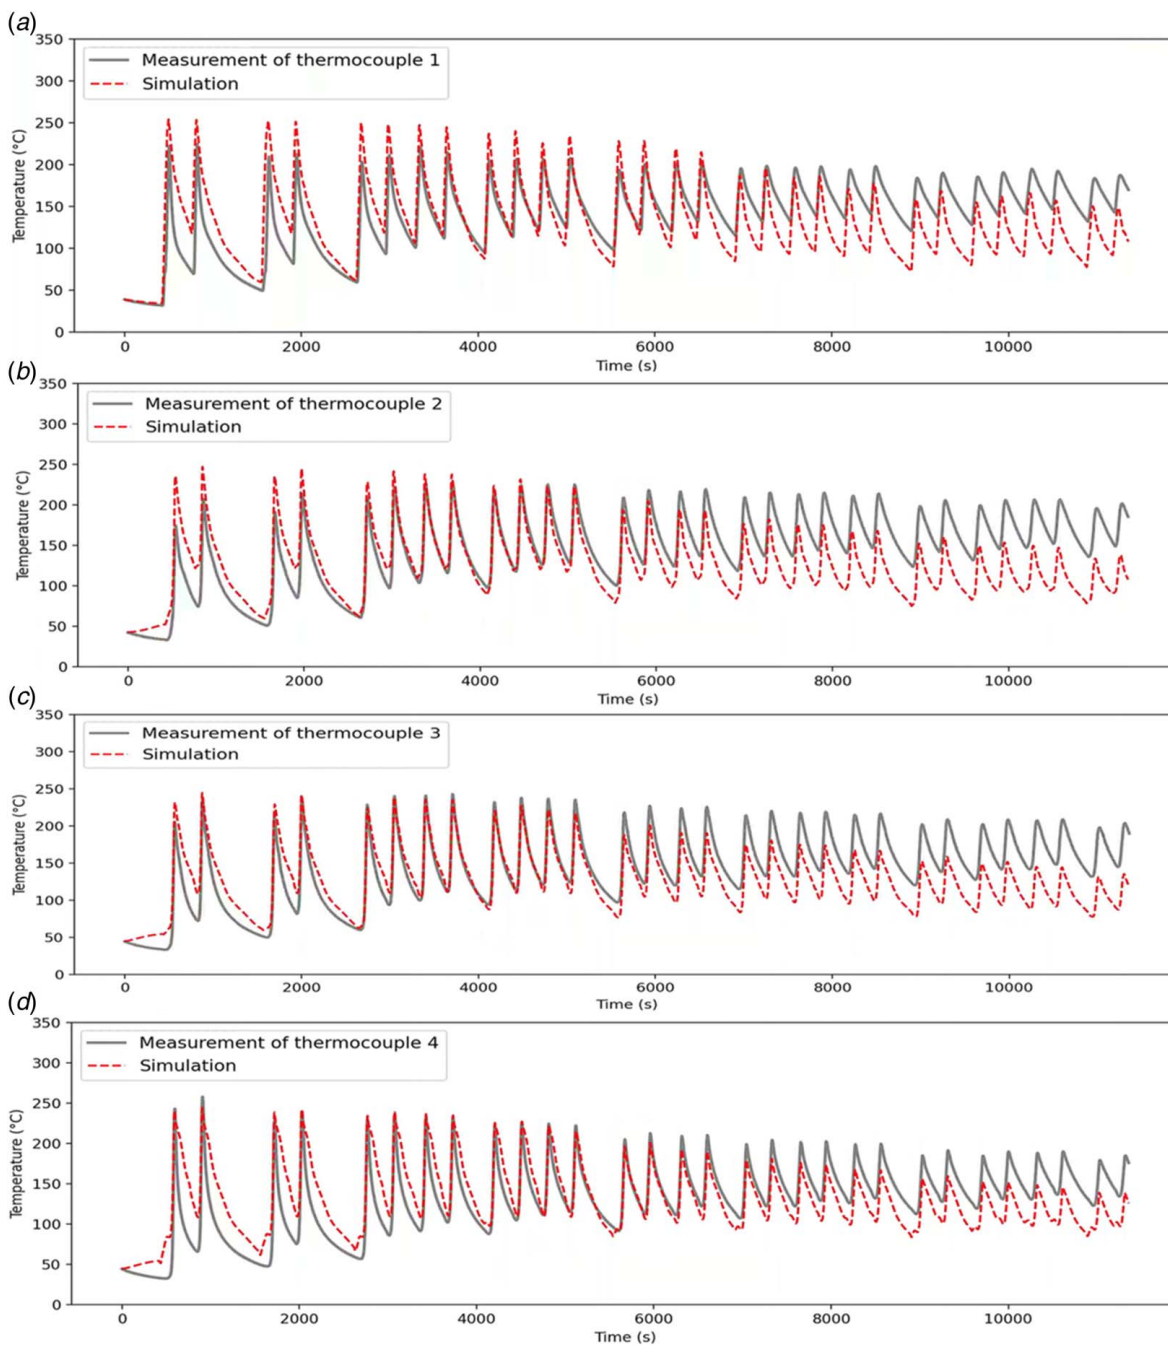 (a)
350
300
250
200
150
100
50
0
Temperature (°C)
Measurement of thermocouple 1
Simulation
0 2000 4000 6000 8000 10000
Time (s)
(b)
350
300
250
200
150
100
50
0
Temperature (°C)
Measurement of thermocouple 2
Simulation
0 2000 4000 6000 8000 10000
Time (s)
(c)
350
300
250
200
150
100
50
0
Temperature (°C)
Measurement of thermocouple 3
Simulation
0 2000 4000 6000 8000 10000
Time (s)
(d)
350
300
250
200
150
100
50
0
Temperature (°C)
Measurement of thermocouple 4
Simulation
0 2000 4000 6000 8000 10000
Time (s)